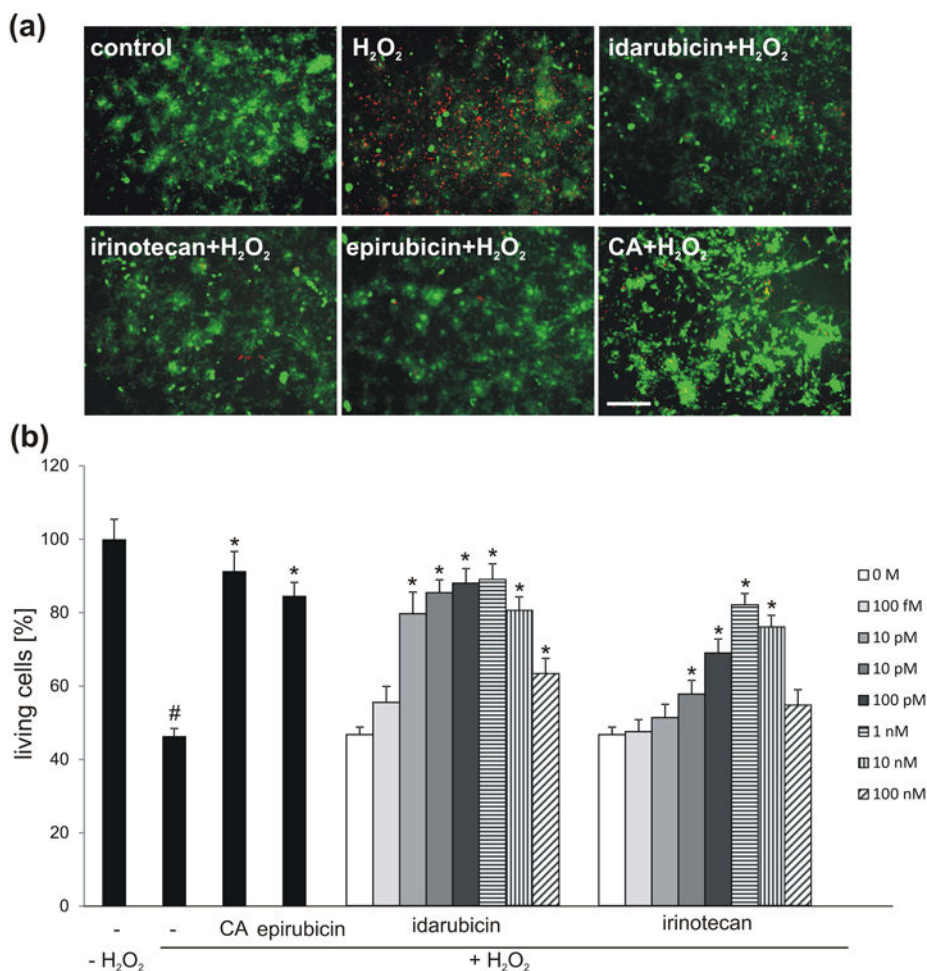 (a)
control
H₂O₂
idarubicin+H₂O₂
irinotecan+H₂O₂
epirubicin+H₂O₂
CA+H₂O₂
(b)
living cells [%]
120
100
80
60
40
20
0
#
*
*
*
*
*
*
*
*
*
*
*
*
0 M
100 fM
10 pM
10 pM
100 pM
1 nM
10 nM
100 nM
- - CA epirubicin idarubicin irinotecan
- H₂O₂ + H₂O₂